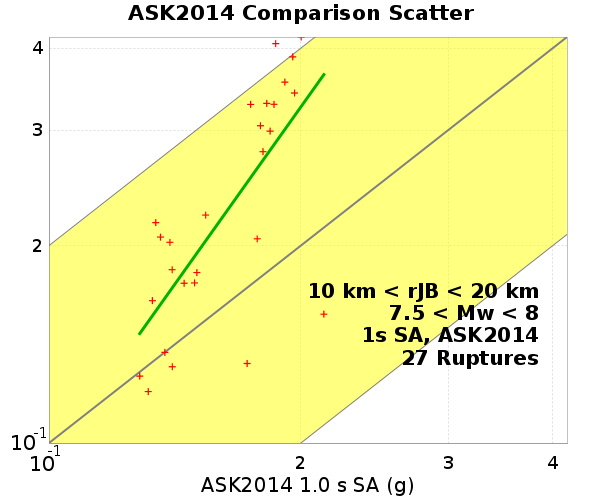 ASK2014 Comparison Scatter
4
3
2
10^-1
10 km < rJB < 20 km
7.5 < Mw < 8
1s SA, ASK2014
27 Ruptures
10^-1 2 3 4
ASK2014 1.0 s SA (g)